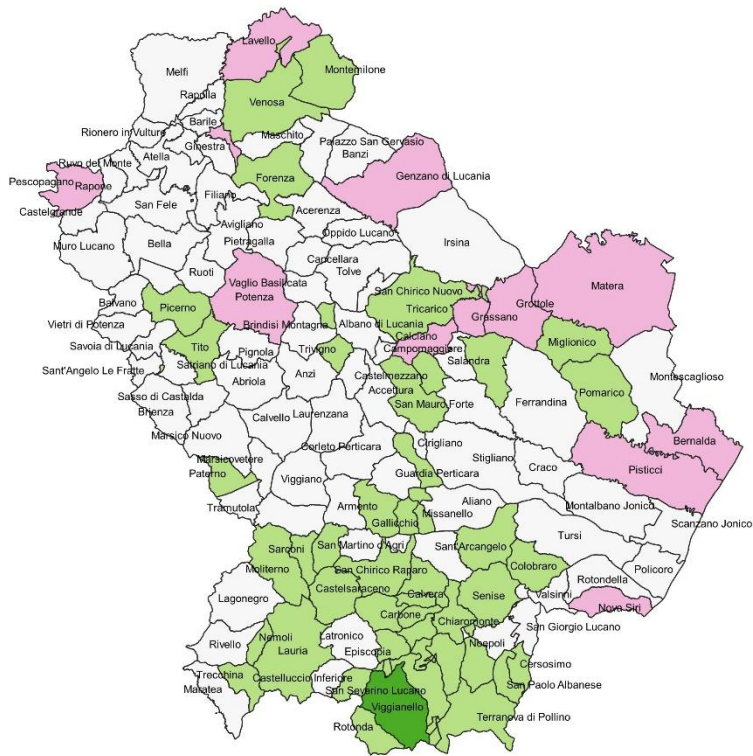 Lavello
Melfi
Montemilone
Rapolla
Venosa
Barile
Rionero in Vulture
Maschito
Ginestra
Palazzo San Gervasio
Atella
Banzi
Ruvo del Monte
Genzano di Lucania
Pescopagano
Rapone
Forenza
Filiano
San Fele
Castelgrande
Acerenza
Avigliano
Oppido Lucano
Muro Lucano
Bella
Pietragalla
Irsina
Cancellara
Ruoti
Tolve
Vaglio Basilicata
Matera
San Chirico Nuovo
Potenza
Grottole
Balvano
Picerno
Tricarico
Grassano
Vietri di Potenza
Brindisi Montagna
Albano di Lucania
Calciano
Miglionico
Savoia di Lucania
Tito
Trivigno
Campomaggiore
Pignola
Salandra
Satriano di Lucania
Sant'Angelo Le Fratte
Anzi
Castelmezzano
Montescaglioso
Abriola
Accettura
Pomarico
Sasso di Castalda
Ferrandina
San Mauro Forte
Brienza
Laurenzana
Calvello
Marsico Nuovo
Cirigliano
Bernalda
Corleto Perticara
Stigliano
Marsicovetere
Craco
Pisticci
Paterno
Guardia Perticara
Viggiano
Aliano
Armento
Montalbano Jonico
Tramutola
Missanello
Gallicchio
Scanzano Jonico
Tursi
Sarconi
San Martino d'Agri
Sant'Arcangelo
Colobraro
Policoro
San Chirico Raparo
Moliterno
Rotondella
Castelsaraceno
Calvera
Senise
Valsinni
Lagonegro
Nova Siri
Carbone
Chiaromonte
San Giorgio Lucano
Nemoli
Latronico
Noepoli
Rivello
Lauria
Episcopia
Cersosimo
Trecchina
Castelluccio Inferiore
San Severino Lucano
San Paolo Albanese
Maratea
Viggianello
Terranova di Pollino
Rotonda